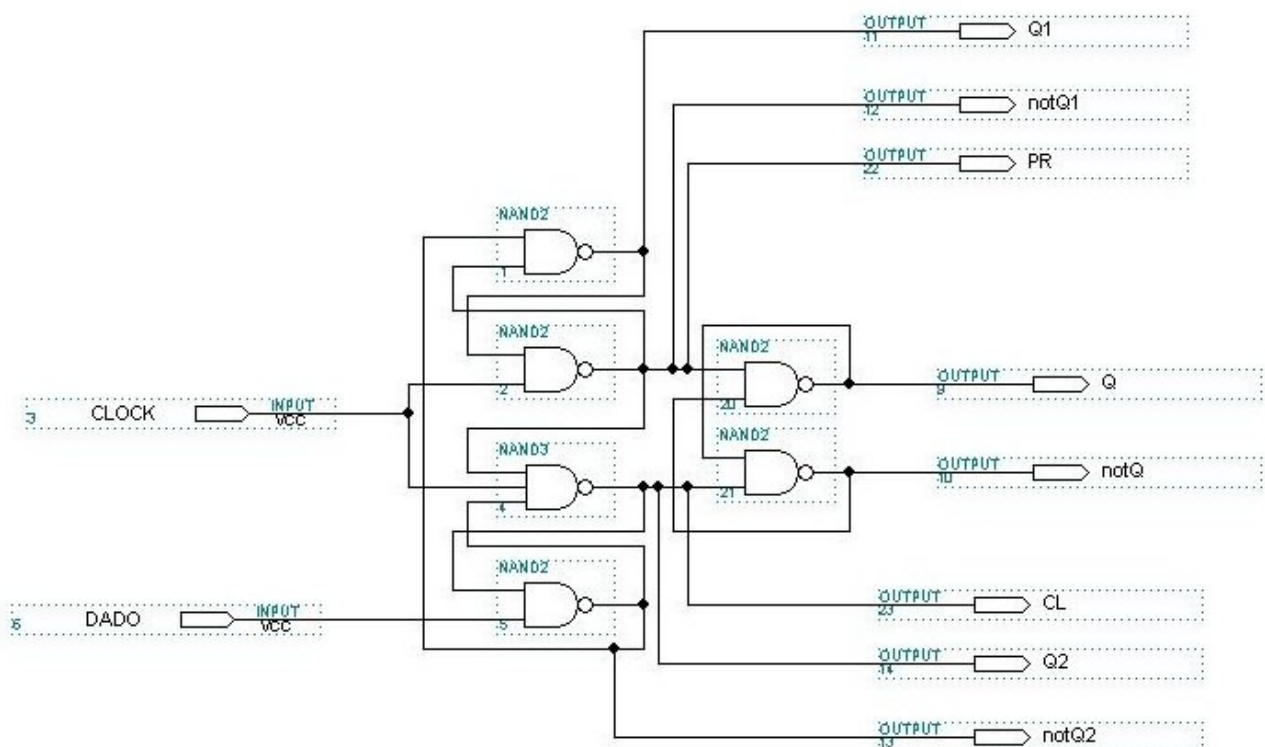 OUTPUT
11
Q1
OUTPUT
12
notQ1
OUTPUT
22
PR
NAND2
1
NAND2
2
NAND2
20
OUTPUT
9
Q
3
CLOCK
INPUT
VCC
NAND3
4
NAND2
21
OUTPUT
10
notQ
NAND2
5
6
DADO
INPUT
VCC
OUTPUT
23
CL
OUTPUT
14
Q2
OUTPUT
13
notQ2